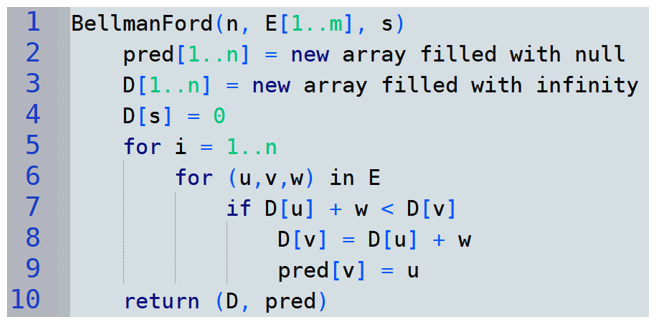 1 BellmanFord(n, E[1..m], s)
2 pred[1..n] = new array filled with null
3 D[1..n] = new array filled with infinity
4 D[s] = 0
5 for i = 1..n
6 for (u,v,w) in E
7 if D[u] + w < D[v]
8 D[v] = D[u] + w
9 pred[v] = u
10 return (D, pred)